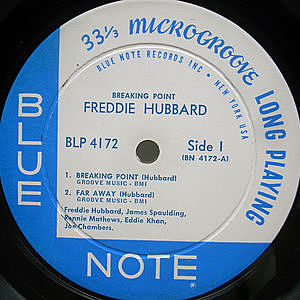 33⅓ MICROGROOVE LONG PLAYING
BLUE NOTE RECORDS INC • NEW YORK USA
BREAKING POINT
FREDDIE HUBBARD
BLP 4172
Side 1
(BN 4172-A)
1. BREAKING POINT (Hubbard)
GROOVE MUSIC - BMI
2. FAR AWAY (Hubbard)
GROOVE MUSIC - BMI
Freddie Hubbard, James Spaulding,
Ronnie Mathews, Eddie Khan,
Joe Chambers.
BLUE
NOTE